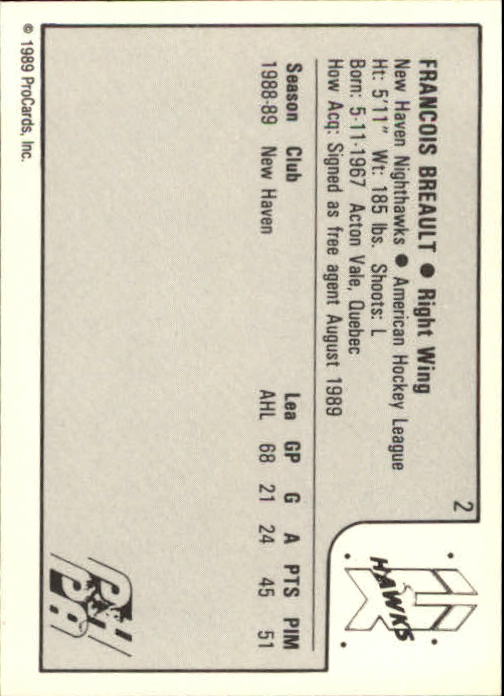 2
FRANCOIS BREAULT ● Right Wing
New Haven Nighthawks ● American Hockey League
Ht: 5'11" Wt: 185 lbs. Shoots: L
Born: 5-11-1967 Acton Vale, Quebec
How Acq: Signed as free agent August 1989
Season Club Lea GP G A PTS PIM
1988-89 New Haven AHL 68 21 24 45 51
HAWKS
© 1989 ProCards, Inc.